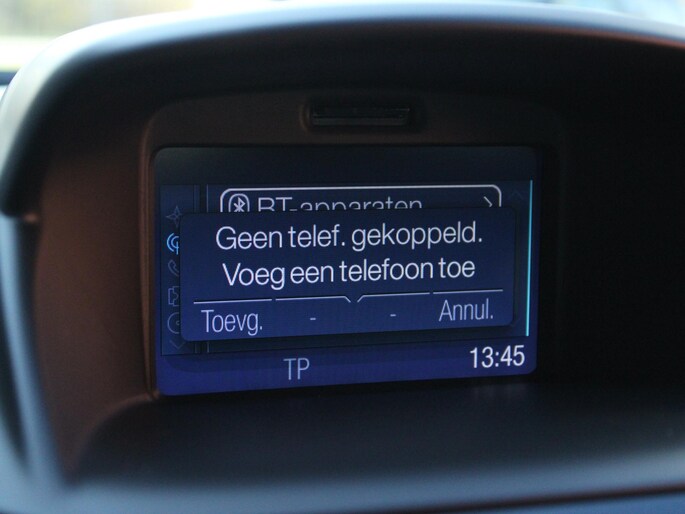 BT-apparaten
Geen telef. gekoppeld.
Voeg een telefoon toe
Toevg. - - Annul.
TP 13:45